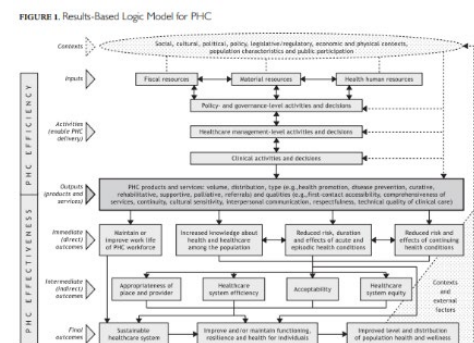 FIGURE 1. Results-Based Logic Model for PHC
Contexts
Social, cultural, political, policy, legislative/regulatory, economic and physical contexts,
population characteristics and public participation
Inputs
Fiscal resources
Material resources
Health human resources
Policy- and governance-level activities and decisions
Activities
(enable PHC
delivery)
Healthcare management-level activities and decisions
Clinical activities and decisions
PHC EFFICIENCY
Outputs
(products and
services)
PHC products and services: volume, distribution, type (e.g., health promotion, disease prevention, curative,
rehabilitative, supportive, palliative, referrals) and qualities (e.g., first-contact accessibility, comprehensiveness of
services, continuity, cultural sensitivity, interpersonal communication, respectfulness, technical quality of clinical care)
Immediate
(direct)
outcomes
Maintain or
improve work life
of PHC workforce
Increased knowledge about
health and healthcare
among the population
Reduced risk, duration
and effects of acute and
episodic health conditions
Reduced risk and
effects of continuing
health conditions
PHC EFFECTIVENESS
Intermediate
(indirect)
outcomes
Appropriateness of
place and provider
Healthcare
system efficiency
Acceptability
Healthcare
system equity
Contexts
and
external
factors
Final
outcomes
Sustainable
healthcare system
Improve and/or maintain functioning,
resilience and health for individuals
Improved level and distribution
of population health and wellness